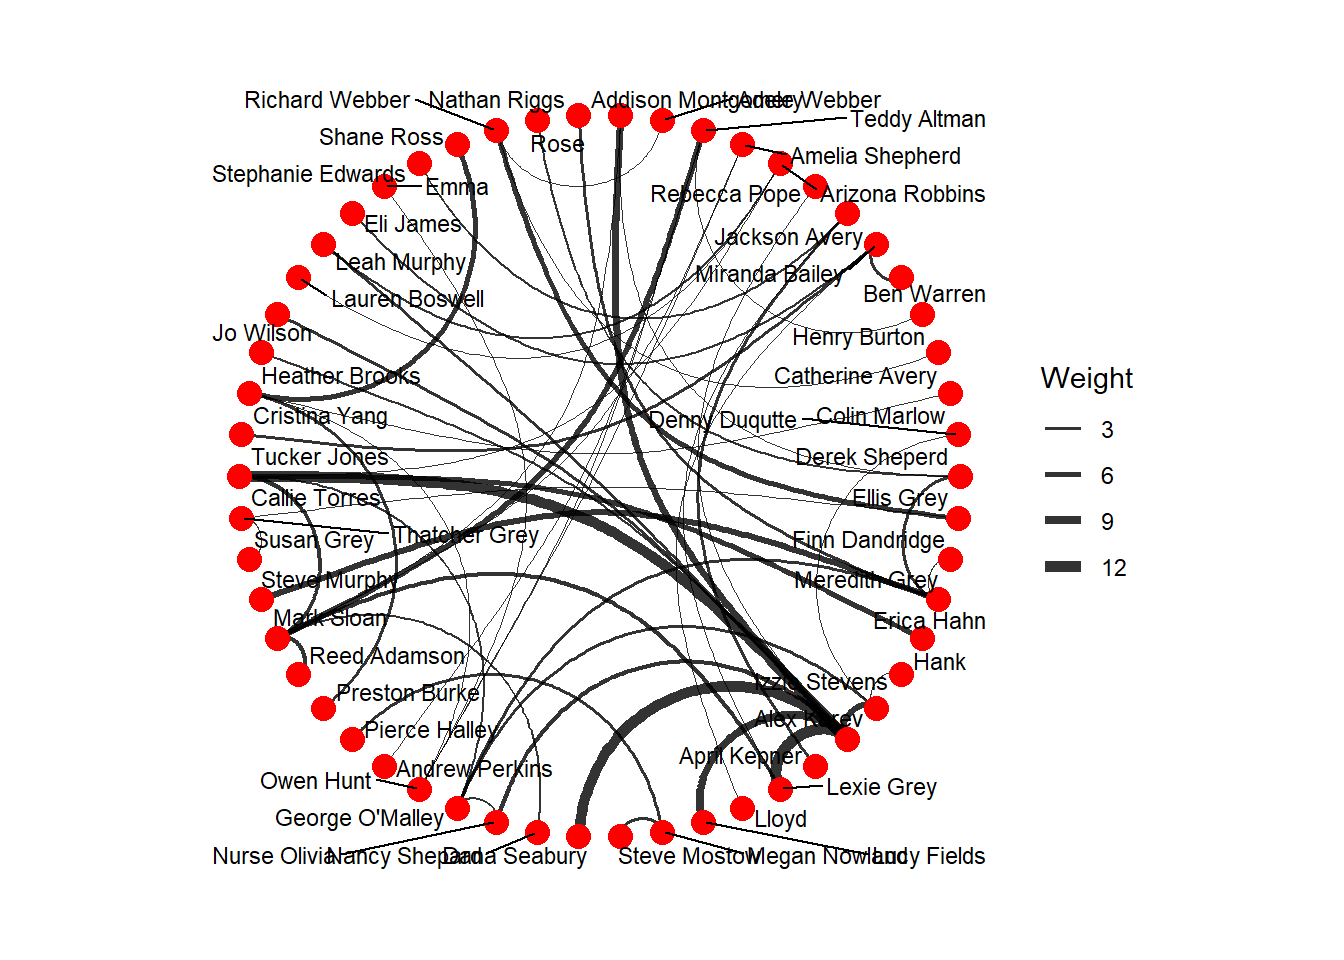 Richard Webber
Nathan Riggs
Addison Montgomery
Adele Webber
Teddy Altman
Shane Ross
Rose
Amelia Shepherd
Stephanie Edwards
Emma
Rebecca Pope
Arizona Robbins
Eli James
Jackson Avery
Leah Murphy
Miranda Bailey
Lauren Boswell
Ben Warren
Jo Wilson
Henry Burton
Heather Brooks
Catherine Avery
Weight
Cristina Yang
Denny Duqutte
Colin Marlow
3
Tucker Jones
Derek Sheperd
6
Callie Torres
Ellis Grey
9
Susan Grey
Thatcher Grey
Finn Dandridge
12
Steve Murphy
Meredith Grey
Mark Sloan
Erica Hahn
Reed Adamson
Hank
Preston Burke
Izzie Stevens
Pierce Halley
Alex Karev
Owen Hunt
Andrew Perkins
April Kepner
Lexie Grey
George O'Malley
Lloyd
Nurse Olivia
Nancy Shepard
Dana Seabury
Steve Mostow
Megan Nowland
Lucy Fields